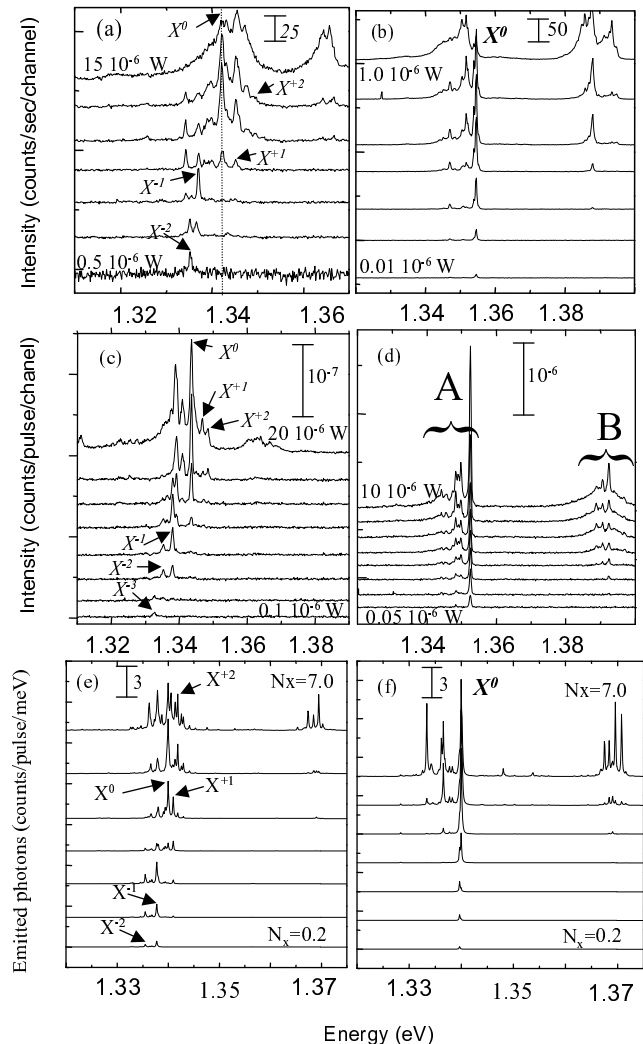 Intensity (counts/sec/channel)
(a)
X⁰
25
15 10⁻⁶ W
X⁺²
X⁺¹
X⁻¹
X⁻²
0.5 10⁻⁶ W
1.32 1.34 1.36
(b)
X⁰
50
1.0 10⁻⁶ W
0.01 10⁻⁶ W
1.34 1.36 1.38
Intensity (counts/pulse/channel)
(c)
X⁰
10⁻⁷
X⁺¹
X⁺²
20 10⁻⁶ W
X⁻¹
X⁻²
X⁻³
0.1 10⁻⁶ W
1.32 1.34 1.36 1.38
(d)
10⁻⁶
A
B
10 10⁻⁶ W
0.05 10⁻⁶ W
1.34 1.36 1.38
Emitted photons (counts/pulse/meV)
(e)
3
X⁺²
Nx=7.0
X⁰
X⁺¹
X⁻¹
X⁻²
Nₓ=0.2
1.33 1.35 1.37
(f)
3
X⁰
Nx=7.0
Nₓ=0.2
1.33 1.35 1.37
Energy (eV)